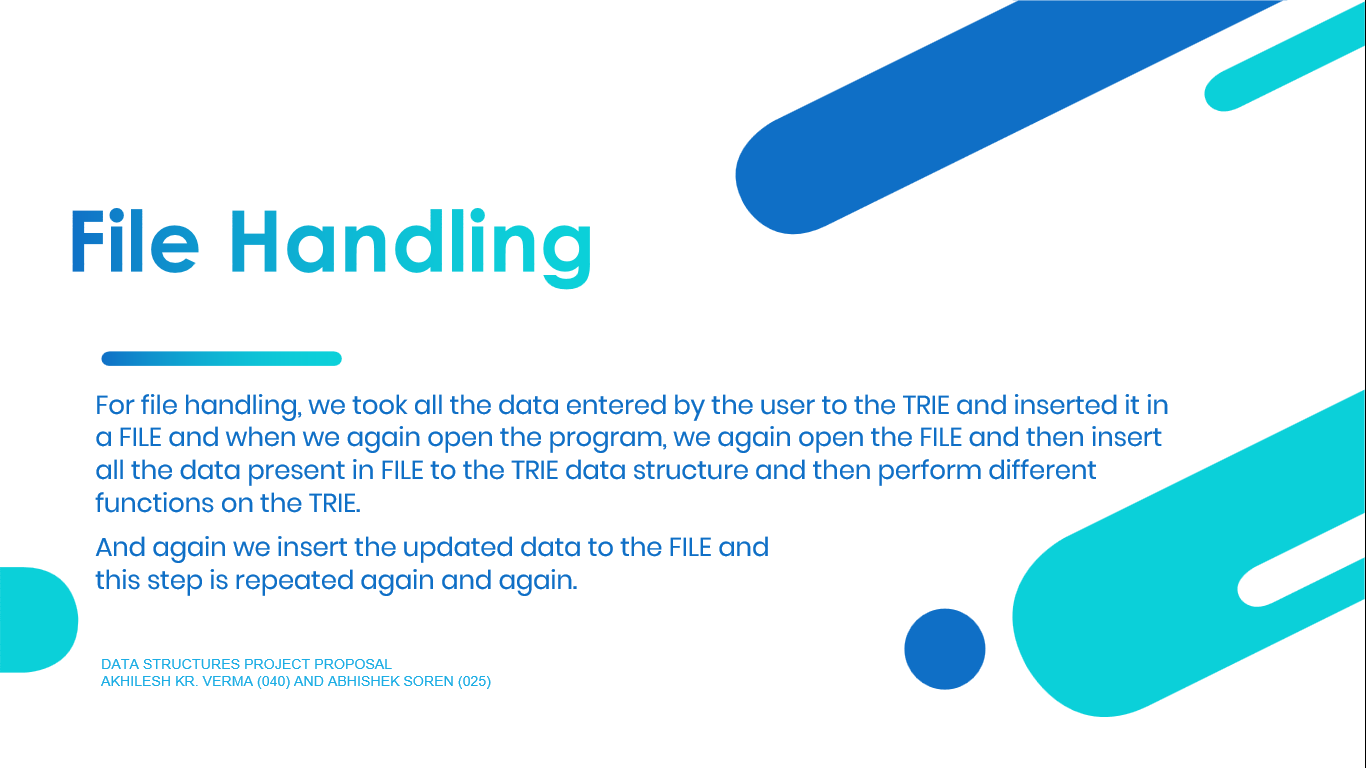 File Handling
For file handling, we took all the data entered by the user to the TRIE and inserted it in
a FILE and when we again open the program, we again open the FILE and then insert
all the data present in FILE to the TRIE data structure and then perform different
functions on the TRIE.
And again we insert the updated data to the FILE and
this step is repeated again and again.
DATA STRUCTURES PROJECT PROPOSAL
AKHILESH KR. VERMA (040) AND ABHISHEK SOREN (025)